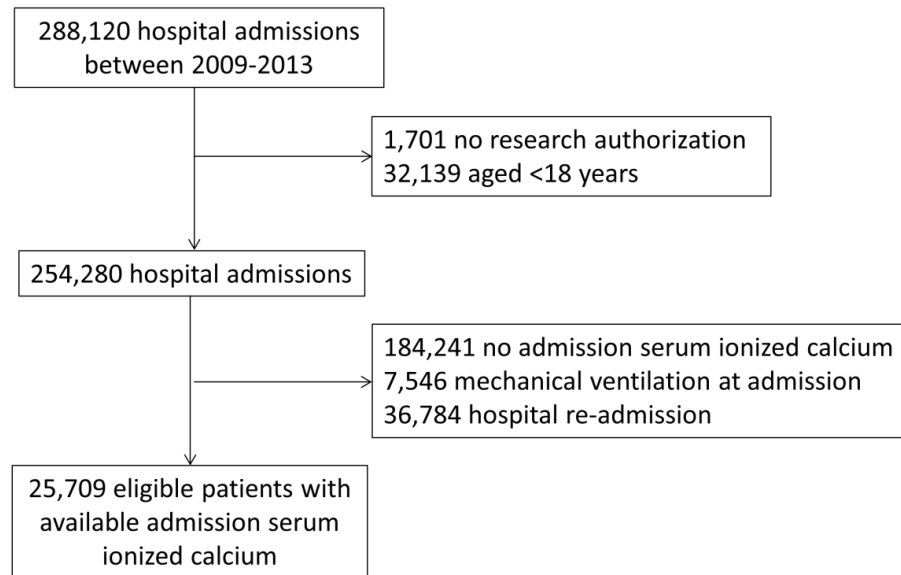 288,120 hospital admissions
between 2009-2013
1,701 no research authorization
32,139 aged <18 years
254,280 hospital admissions
184,241 no admission serum ionized calcium
7,546 mechanical ventilation at admission
36,784 hospital re-admission
25,709 eligible patients with
available admission serum
ionized calcium